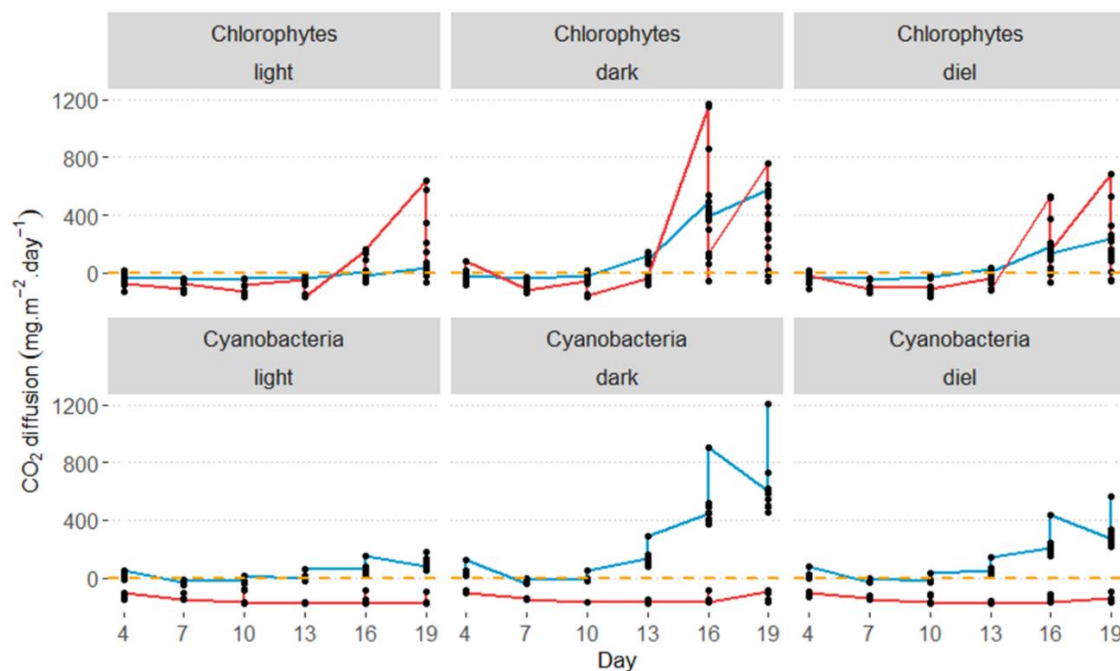 Chlorophytes
light
Chlorophytes
dark
Chlorophytes
diel
1200
800
400
0
Cyanobacteria
light
Cyanobacteria
dark
Cyanobacteria
diel
1200
800
400
0
4 7 10 13 16 19
4 7 10 13 16 19
4 7 10 13 16 19
Day
CO₂ diffusion (mg.m⁻².day⁻¹)